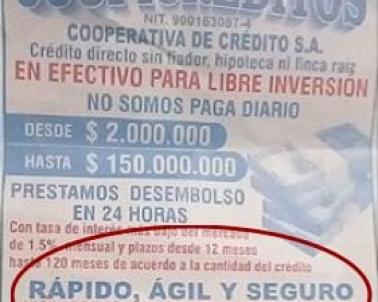 COOPICREDITOS
NIT. 900163087-4
COOPERATIVA DE CRÉDITO S.A.
Crédito directo sin fiador, hipoteca ni finca raiz
EN EFECTIVO PARA LIBRE INVERSIÓN
NO SOMOS PAGA DIARIO
DESDE $ 2.000.000
HASTA $ 150.000.000
PRESTAMOS DESEMBOLSO
EN 24 HORAS
Con tasa de interés mas bajo del mercado
de 1.5% mensual y plazos desde 12 meses
hasta 120 meses de acuerdo a la cantidad del crédito
RÁPIDO, ÁGIL Y SEGURO